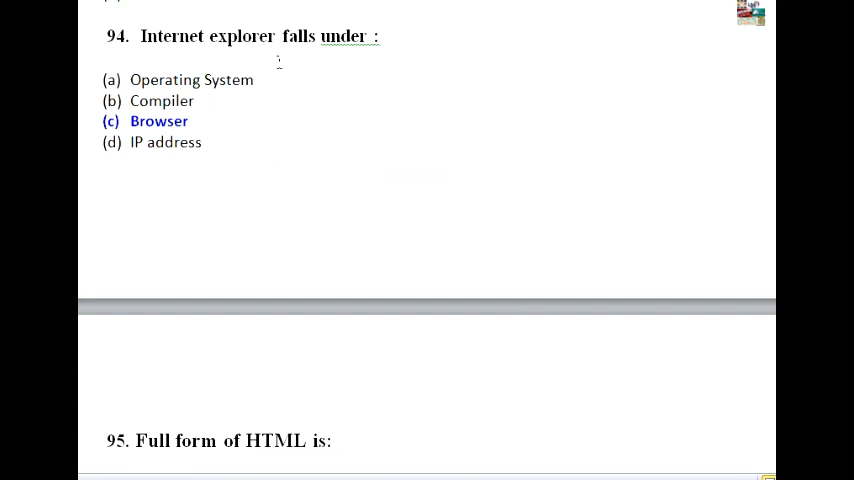 94. Internet explorer falls under :
(a) Operating System
(b) Compiler
(c) Browser
(d) IP address
95. Full form of HTML is: